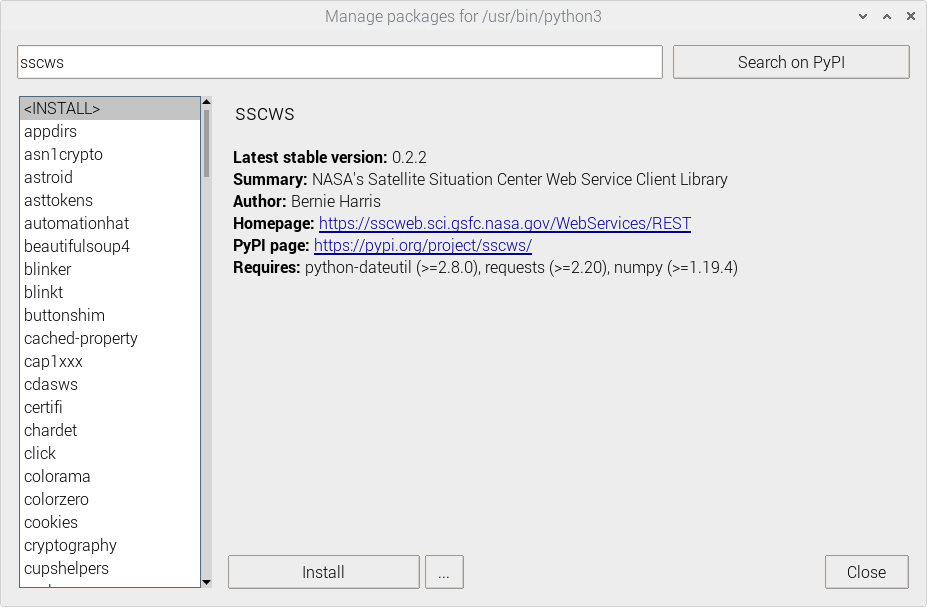 Manage packages for /usr/bin/python3
sscws
Search on PyPI
<INSTALL>
appdirs
asn1crypto
astroid
asttokens
automationhat
beautifulsoup4
blinker
blinkt
buttonshim
cached-property
cap1xxx
cdasws
certifi
chardet
click
colorama
colorzero
cookies
cryptography
cupshelpers
SSCWS
Latest stable version: 0.2.2
Summary: NASA's Satellite Situation Center Web Service Client Library
Author: Bernie Harris
Homepage: https://sscweb.sci.gsfc.nasa.gov/WebServices/REST
PyPI page: https://pypi.org/project/sscws/
Requires: python-dateutil (>=2.8.0), requests (>=2.20), numpy (>=1.19.4)
Install
...
Close